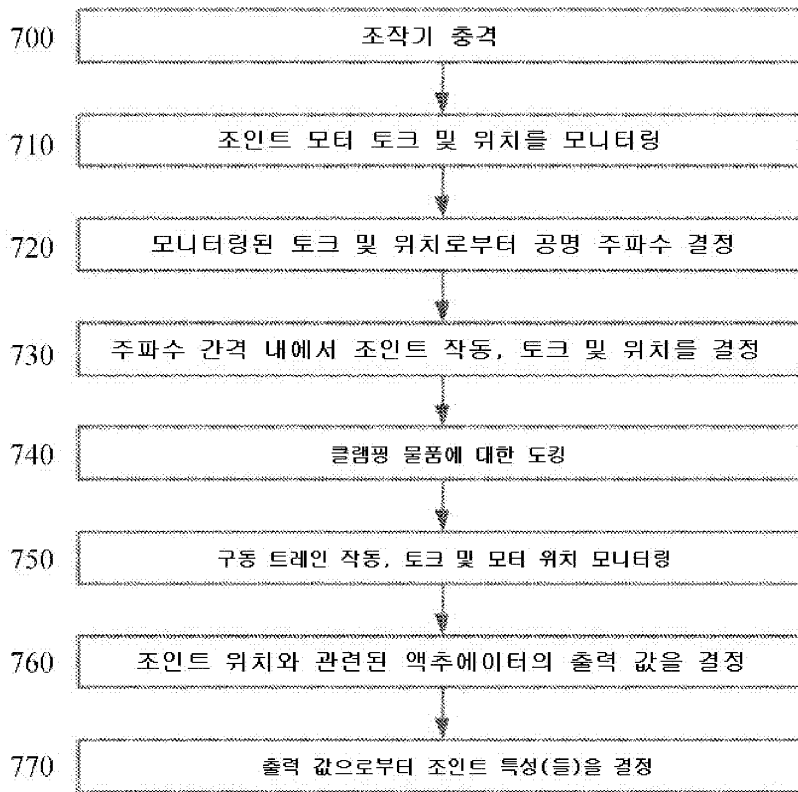 700 조작기 충격
710 조인트 모터 토크 및 위치를 모니터링
720 모니터링된 토크 및 위치로부터 공명 주파수 결정
730 주파수 간격 내에서 조인트 작동, 토크 및 위치를 결정
740 클램핑 물품에 대한 도킹
750 구동 트레인 작동, 토크 및 모터 위치 모니터링
760 조인트 위치와 관련된 액추에이터의 출력 값을 결정
770 출력 값으로부터 조인트 특성(들)을 결정